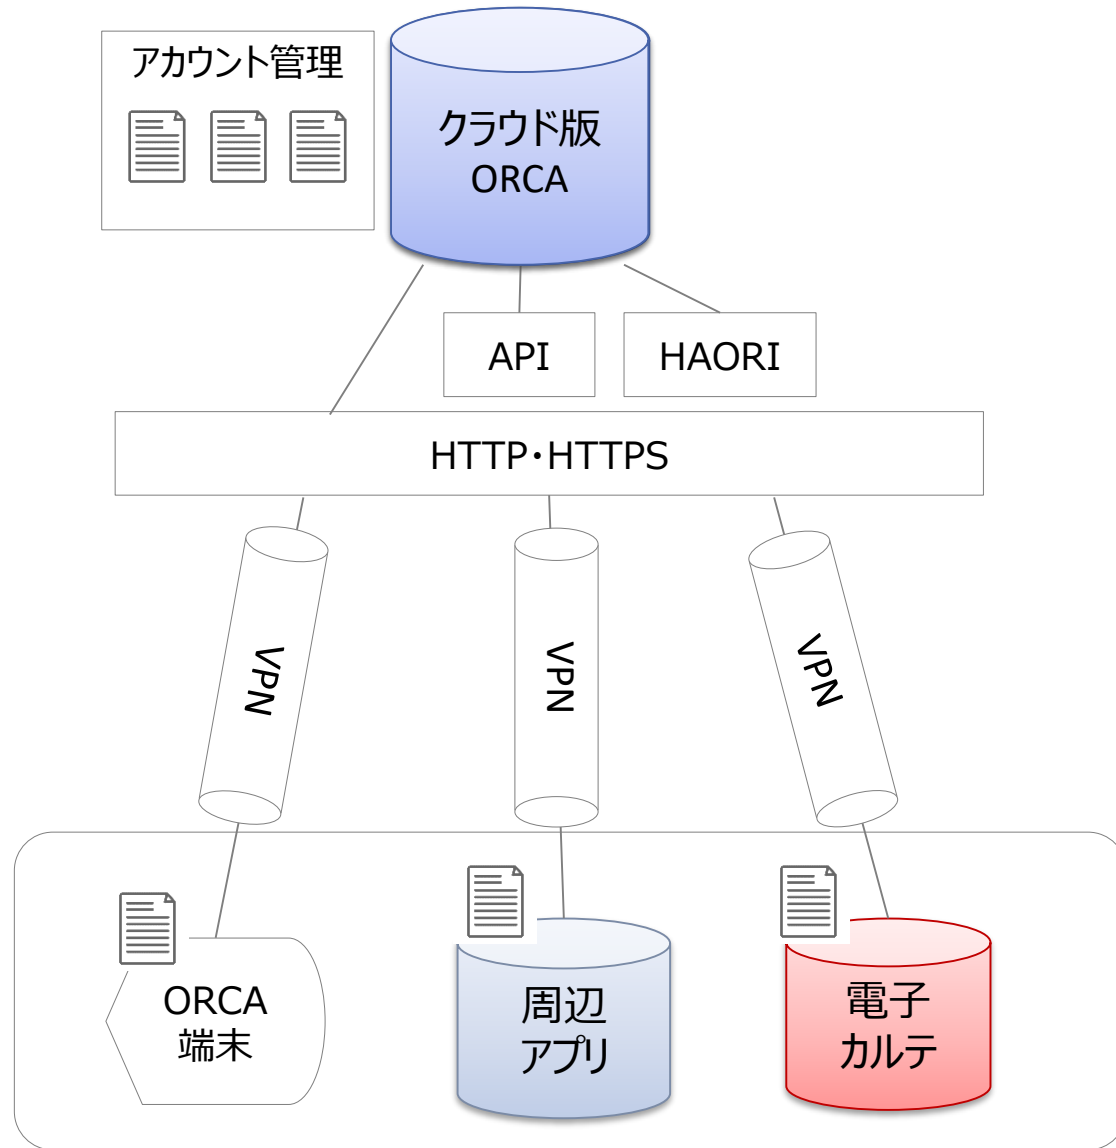 アカウント管理
クラウド版
ORCA
API
HAORI
HTTP・HTTPS
VPN
VPN
VPN
ORCA
端末
周辺
アプリ
電子
カルテ